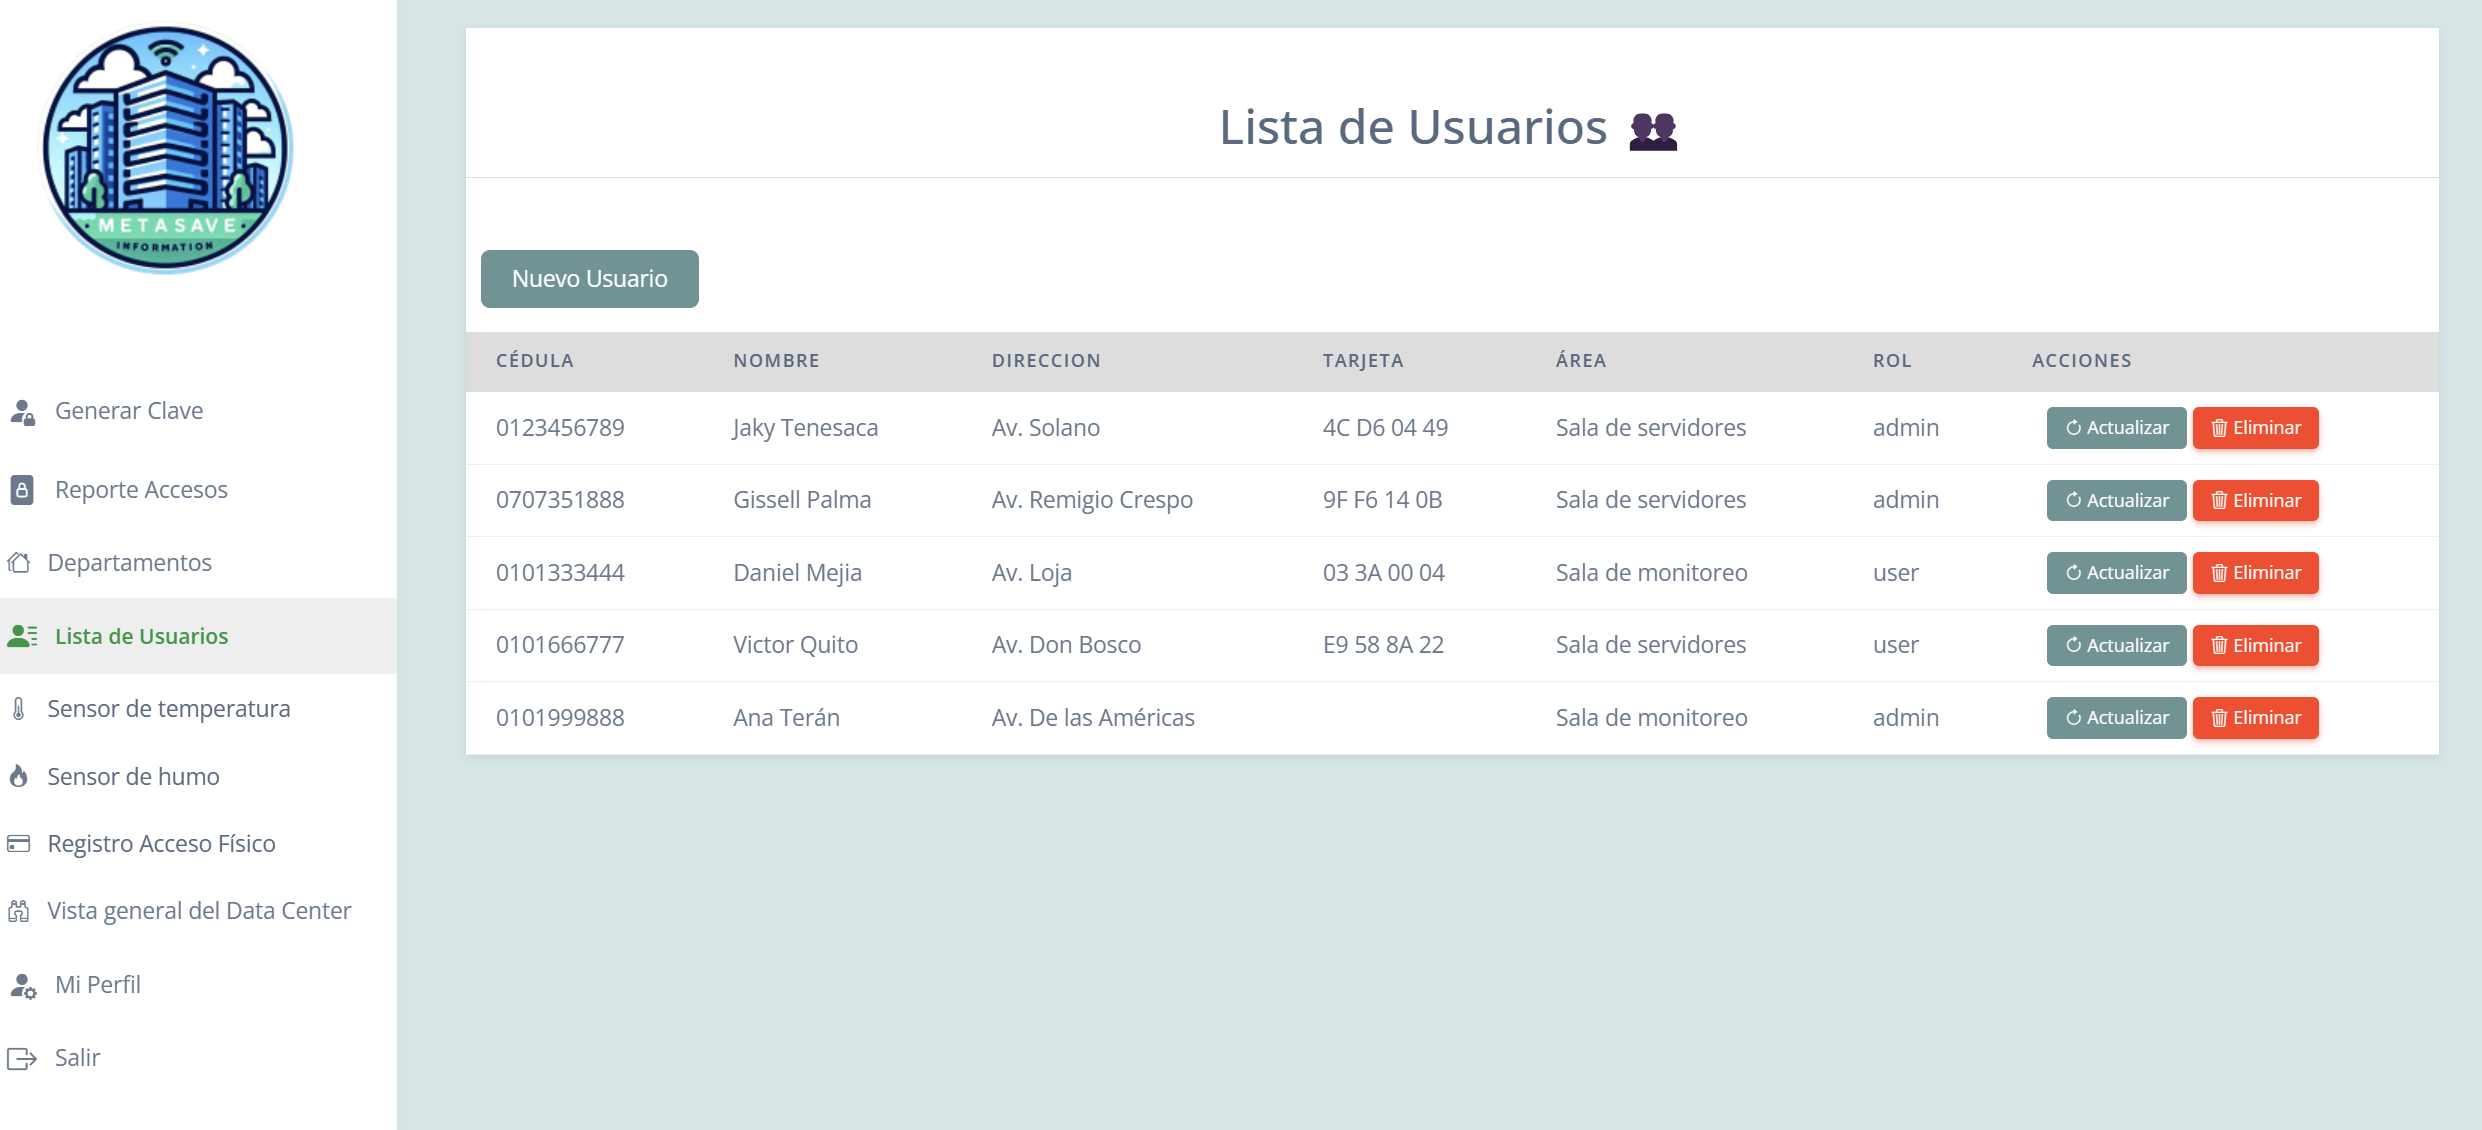 METASAVE
INFORMATION
Generar Clave
Reporte Accesos
Departamentos
Lista de Usuarios
Sensor de temperatura
Sensor de humo
Registro Acceso Físico
Vista general del Data Center
Mi Perfil
Salir
Lista de Usuarios
Nuevo Usuario
CÉDULA NOMBRE DIRECCION TARJETA ÁREA ROL ACCIONES
0123456789 Jaky Tenesaca Av. Solano 4C D6 04 49 Sala de servidores admin Actualizar Eliminar
0707351888 Gissell Palma Av. Remigio Crespo 9F F6 14 0B Sala de servidores admin Actualizar Eliminar
0101333444 Daniel Mejia Av. Loja 03 3A 00 04 Sala de monitoreo user Actualizar Eliminar
0101666777 Victor Quito Av. Don Bosco E9 58 8A 22 Sala de servidores user Actualizar Eliminar
0101999888 Ana Terán Av. De las Américas Sala de monitoreo admin Actualizar Eliminar